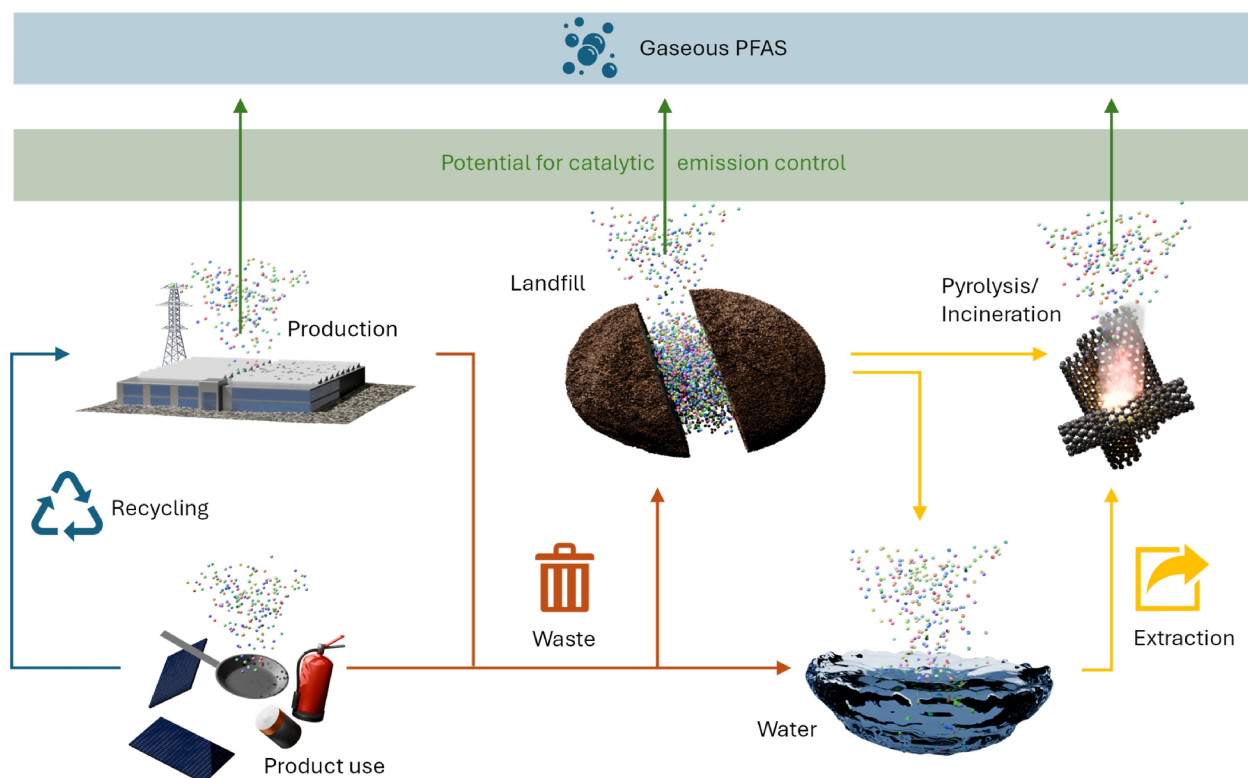 Gaseous PFAS
Potential for catalytic emission control
Landfill
Pyrolysis/
Incineration
Production
Recycling
Waste
Extraction
Water
Product use